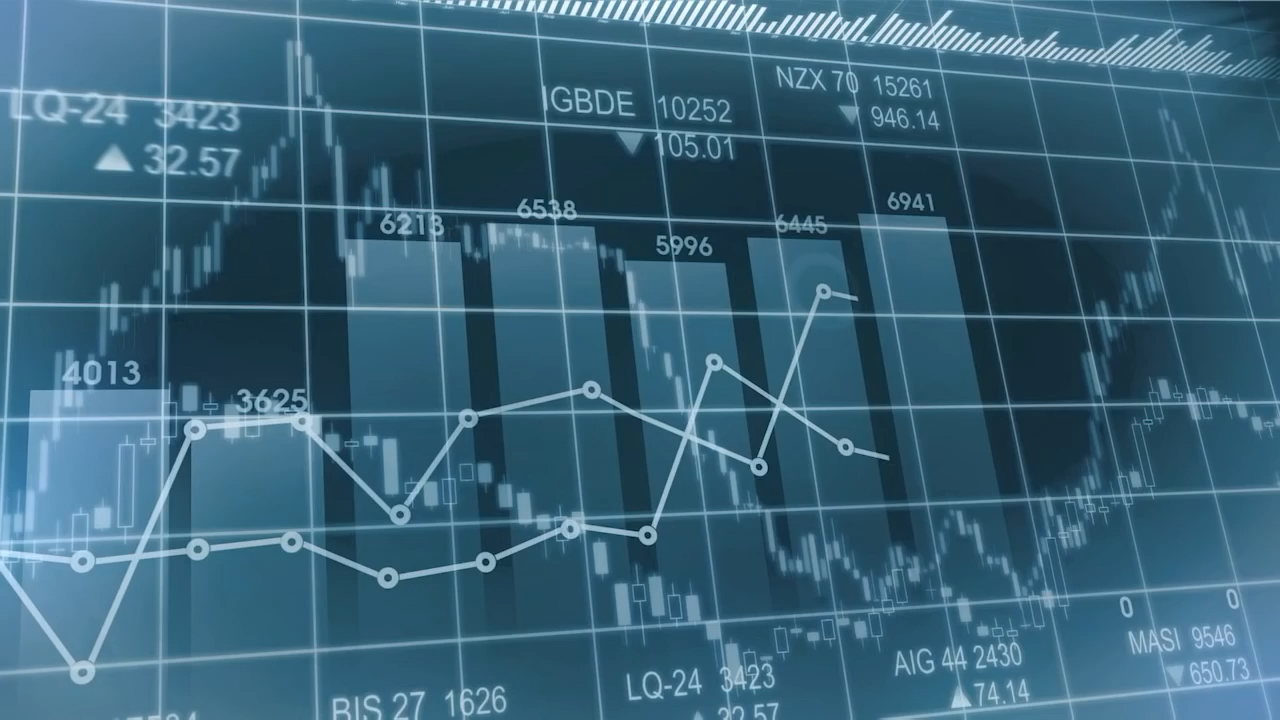 NZX 70 15261
▼ 946.14
LQ-24 3423
▲ 32.57
IGBDE 10252
▼ 105.01
6941
6213
6538
6445
5996
4013
3625
0 0
MASI 9546
▼ 650.73
AIG 44 2430
▲ 74.14
LQ-24 3423
▲ 32.57
BIS 27 1626